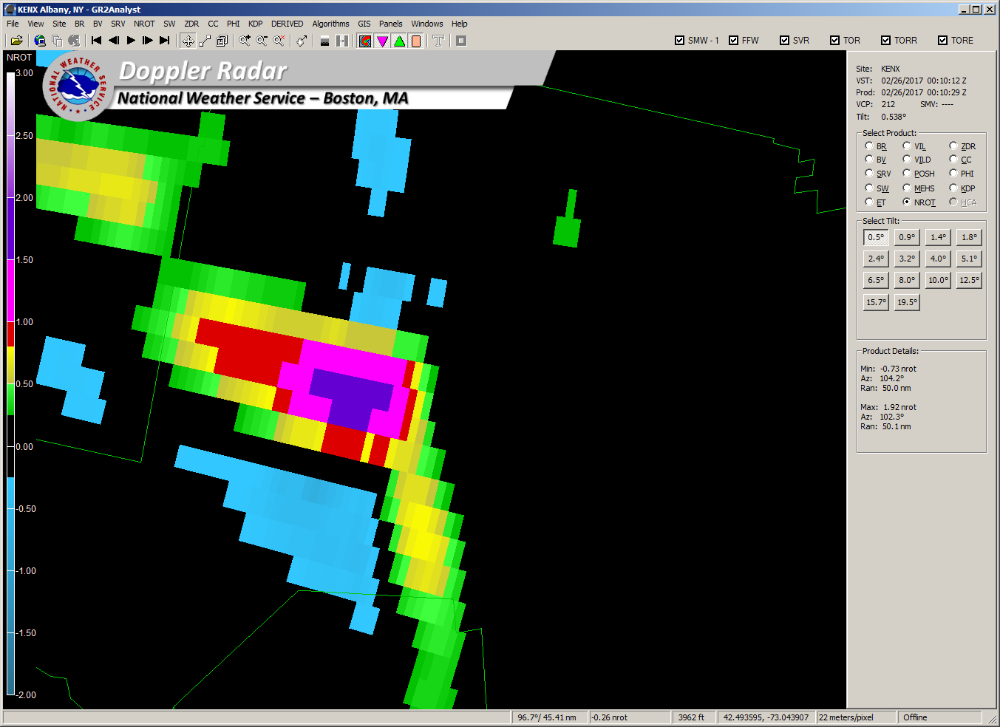 KENX Albany, NY - GR2Analyst
File View Site BR BV SRV NROT SW ZDR CC PHI KDP DERIVED Algorithms GIS Panels Windows Help
SMW - 1 FFW SVR TOR TORR TORE
NROT
3.00
2.50
2.00
1.50
1.00
0.50
0.00
-0.50
-1.00
-1.50
-2.00
NATIONAL WEATHER SERVICE
Doppler Radar
National Weather Service – Boston, MA
Site: KENX
VST: 02/26/2017 00:10:12 Z
Prod: 02/26/2017 00:10:29 Z
VCP: 212 SMV: ----
Tilt: 0.538°
Select Product:
BR VIL ZDR
BV VILD CC
SRV POSH PHI
SW MEHS KDP
ET NROT HCA
Select Tilt:
0.5° 0.9° 1.4° 1.8°
2.4° 3.2° 4.0° 5.1°
6.5° 8.0° 10.0° 12.5°
15.7° 19.5°
Product Details:
Min: -0.73 nrot
Az: 104.2°
Ran: 50.0 nm
Max: 1.92 nrot
Az: 102.3°
Ran: 50.1 nm
96.7°/ 45.41 nm -0.26 nrot 3962 ft 42.493595, -73.043907 22 meters/pixel Offline